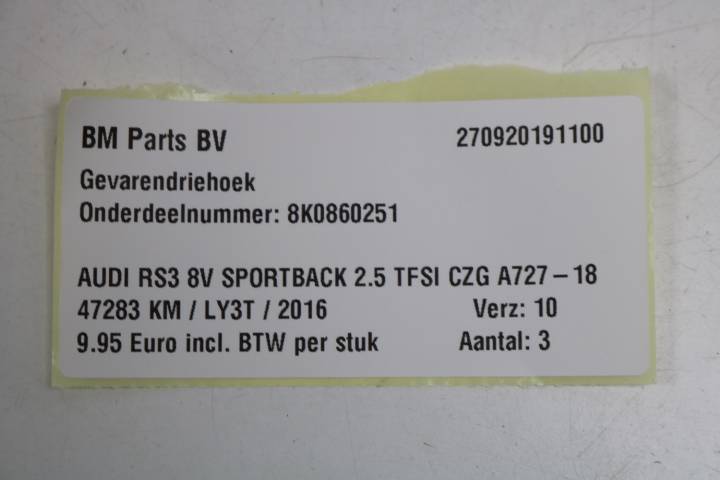 BM Parts BV 270920191100
Gevarendriehoek
Onderdeelnummer: 8K0860251
AUDI RS3 8V SPORTBACK 2.5 TFSI CZG A727 – 18
47283 KM / LY3T / 2016 Verz: 10
9.95 Euro incl. BTW per stuk Aantal: 3